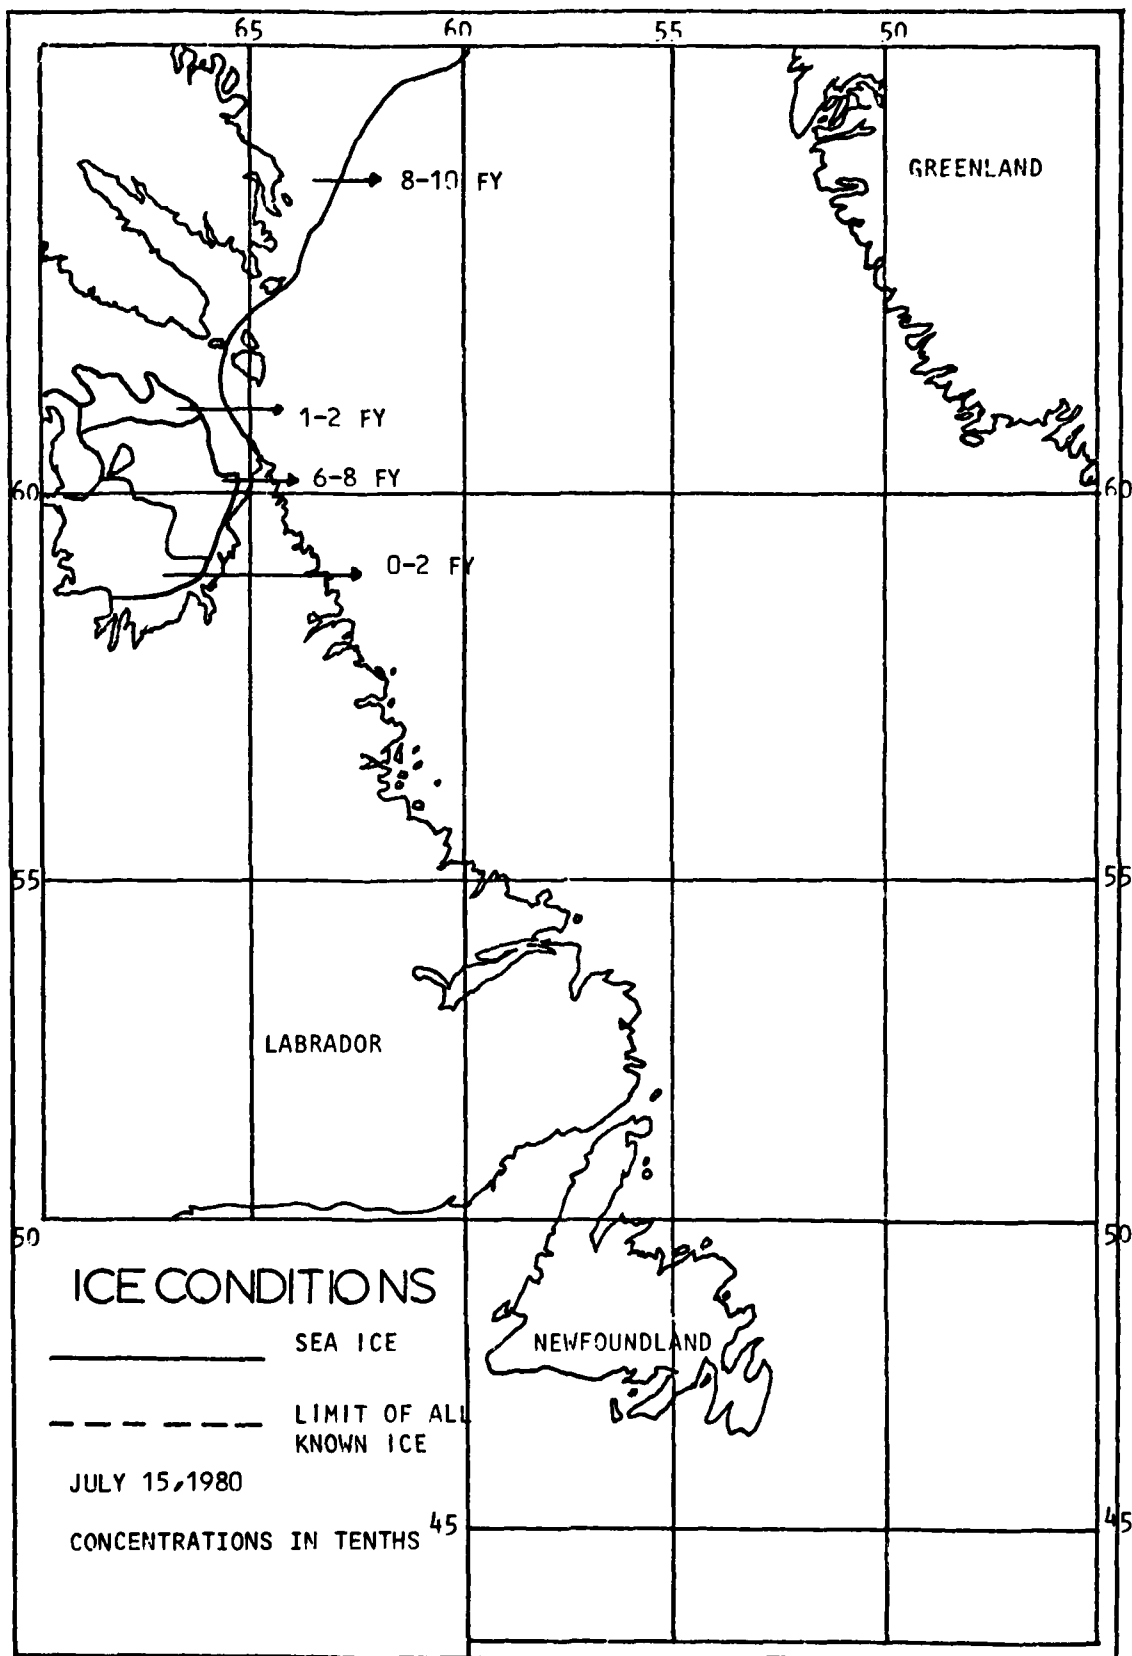 65 60 55 50
GREENLAND
8-10 FY
1-2 FY
6-8 FY
60 60
0-2 FY
55 55
LABRADOR
50 50
ICE CONDITIONS
SEA ICE
NEWFOUNDLAND
LIMIT OF ALL
KNOWN ICE
JULY 15,1980
45 45
CONCENTRATIONS IN TENTHS